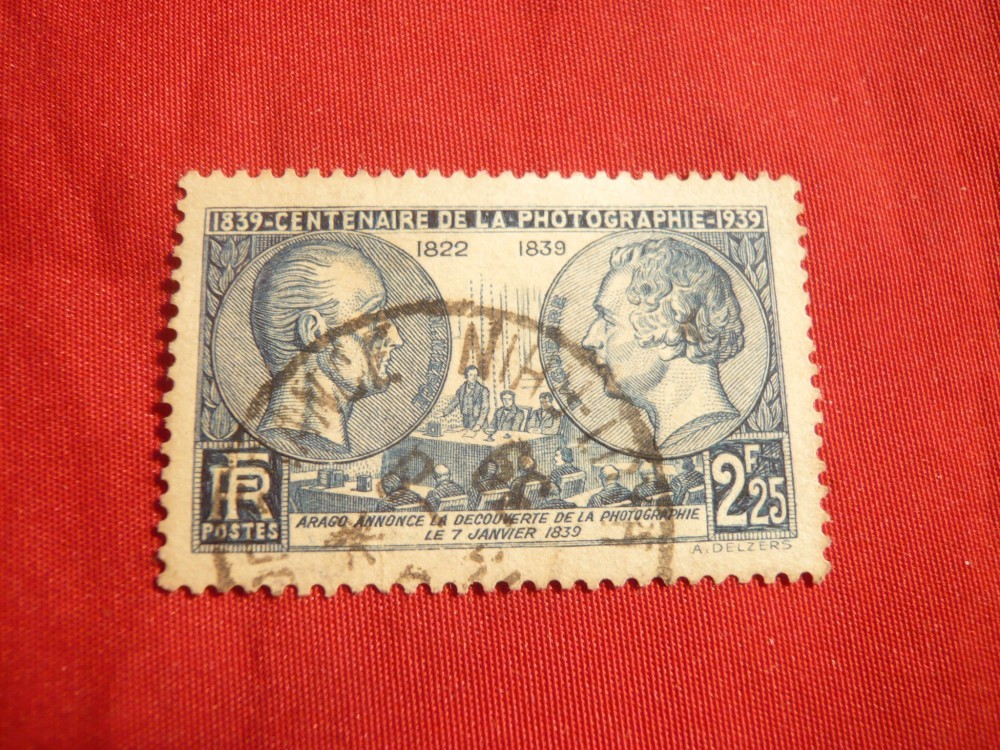 1839-CENTENAIRE DE LA PHOTOGRAPHIE-1939
1822 1839
RF
POSTES
2F25
ARAGO ANNONCE LA DECOUVERTE DE LA PHOTOGRAPHIE
LE 7 JANVIER 1839
A. DELZERS